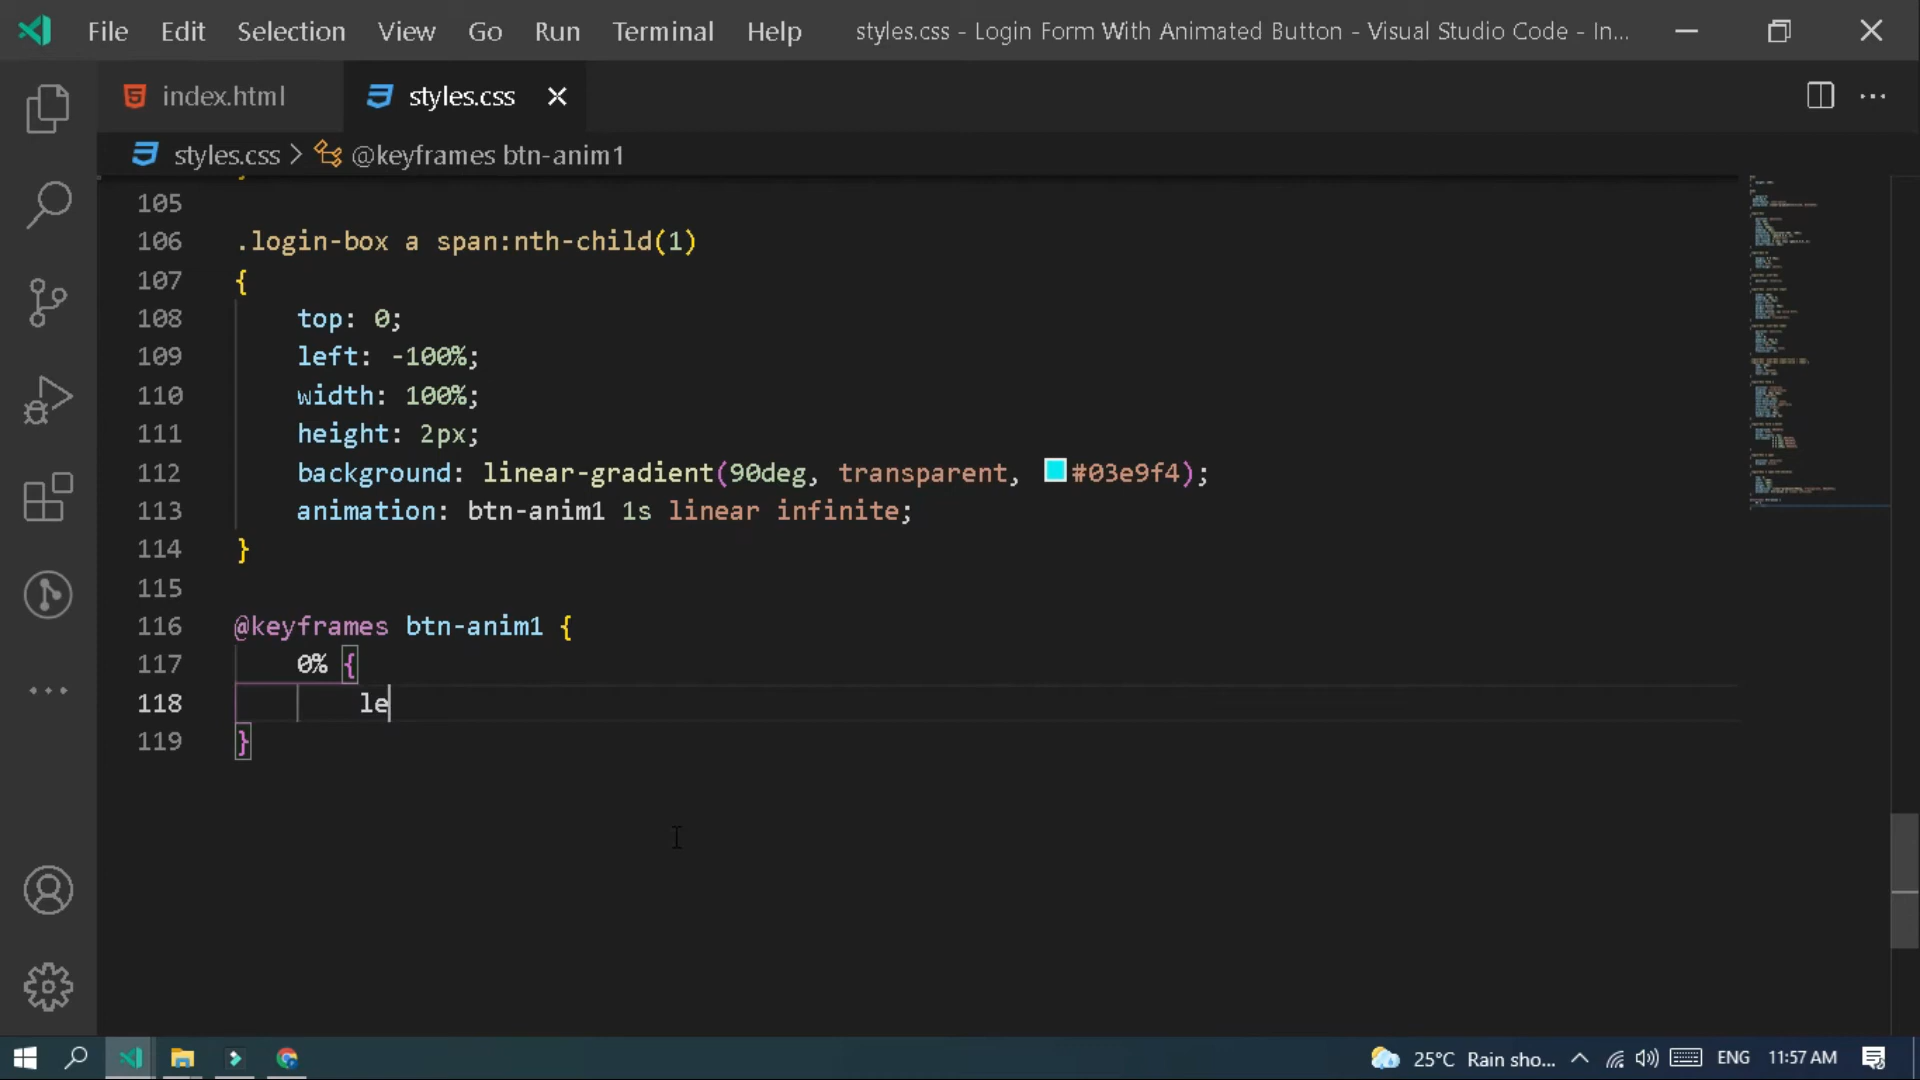 File Edit Selection View Go Run Terminal Help styles.css - Login Form With Animated Button - Visual Studio Code - In...
index.html styles.css
styles.css > @keyframes btn-anim1
105
106 .login-box a span:nth-child(1)
107 {
108 top: 0;
109 left: -100%;
110 width: 100%;
111 height: 2px;
112 background: linear-gradient(90deg, transparent, #03e9f4);
113 animation: btn-anim1 1s linear infinite;
114 }
115
116 @keyframes btn-anim1 {
117 0% {
118 le
119 }
25°C Rain sho... ENG 11:57 AM